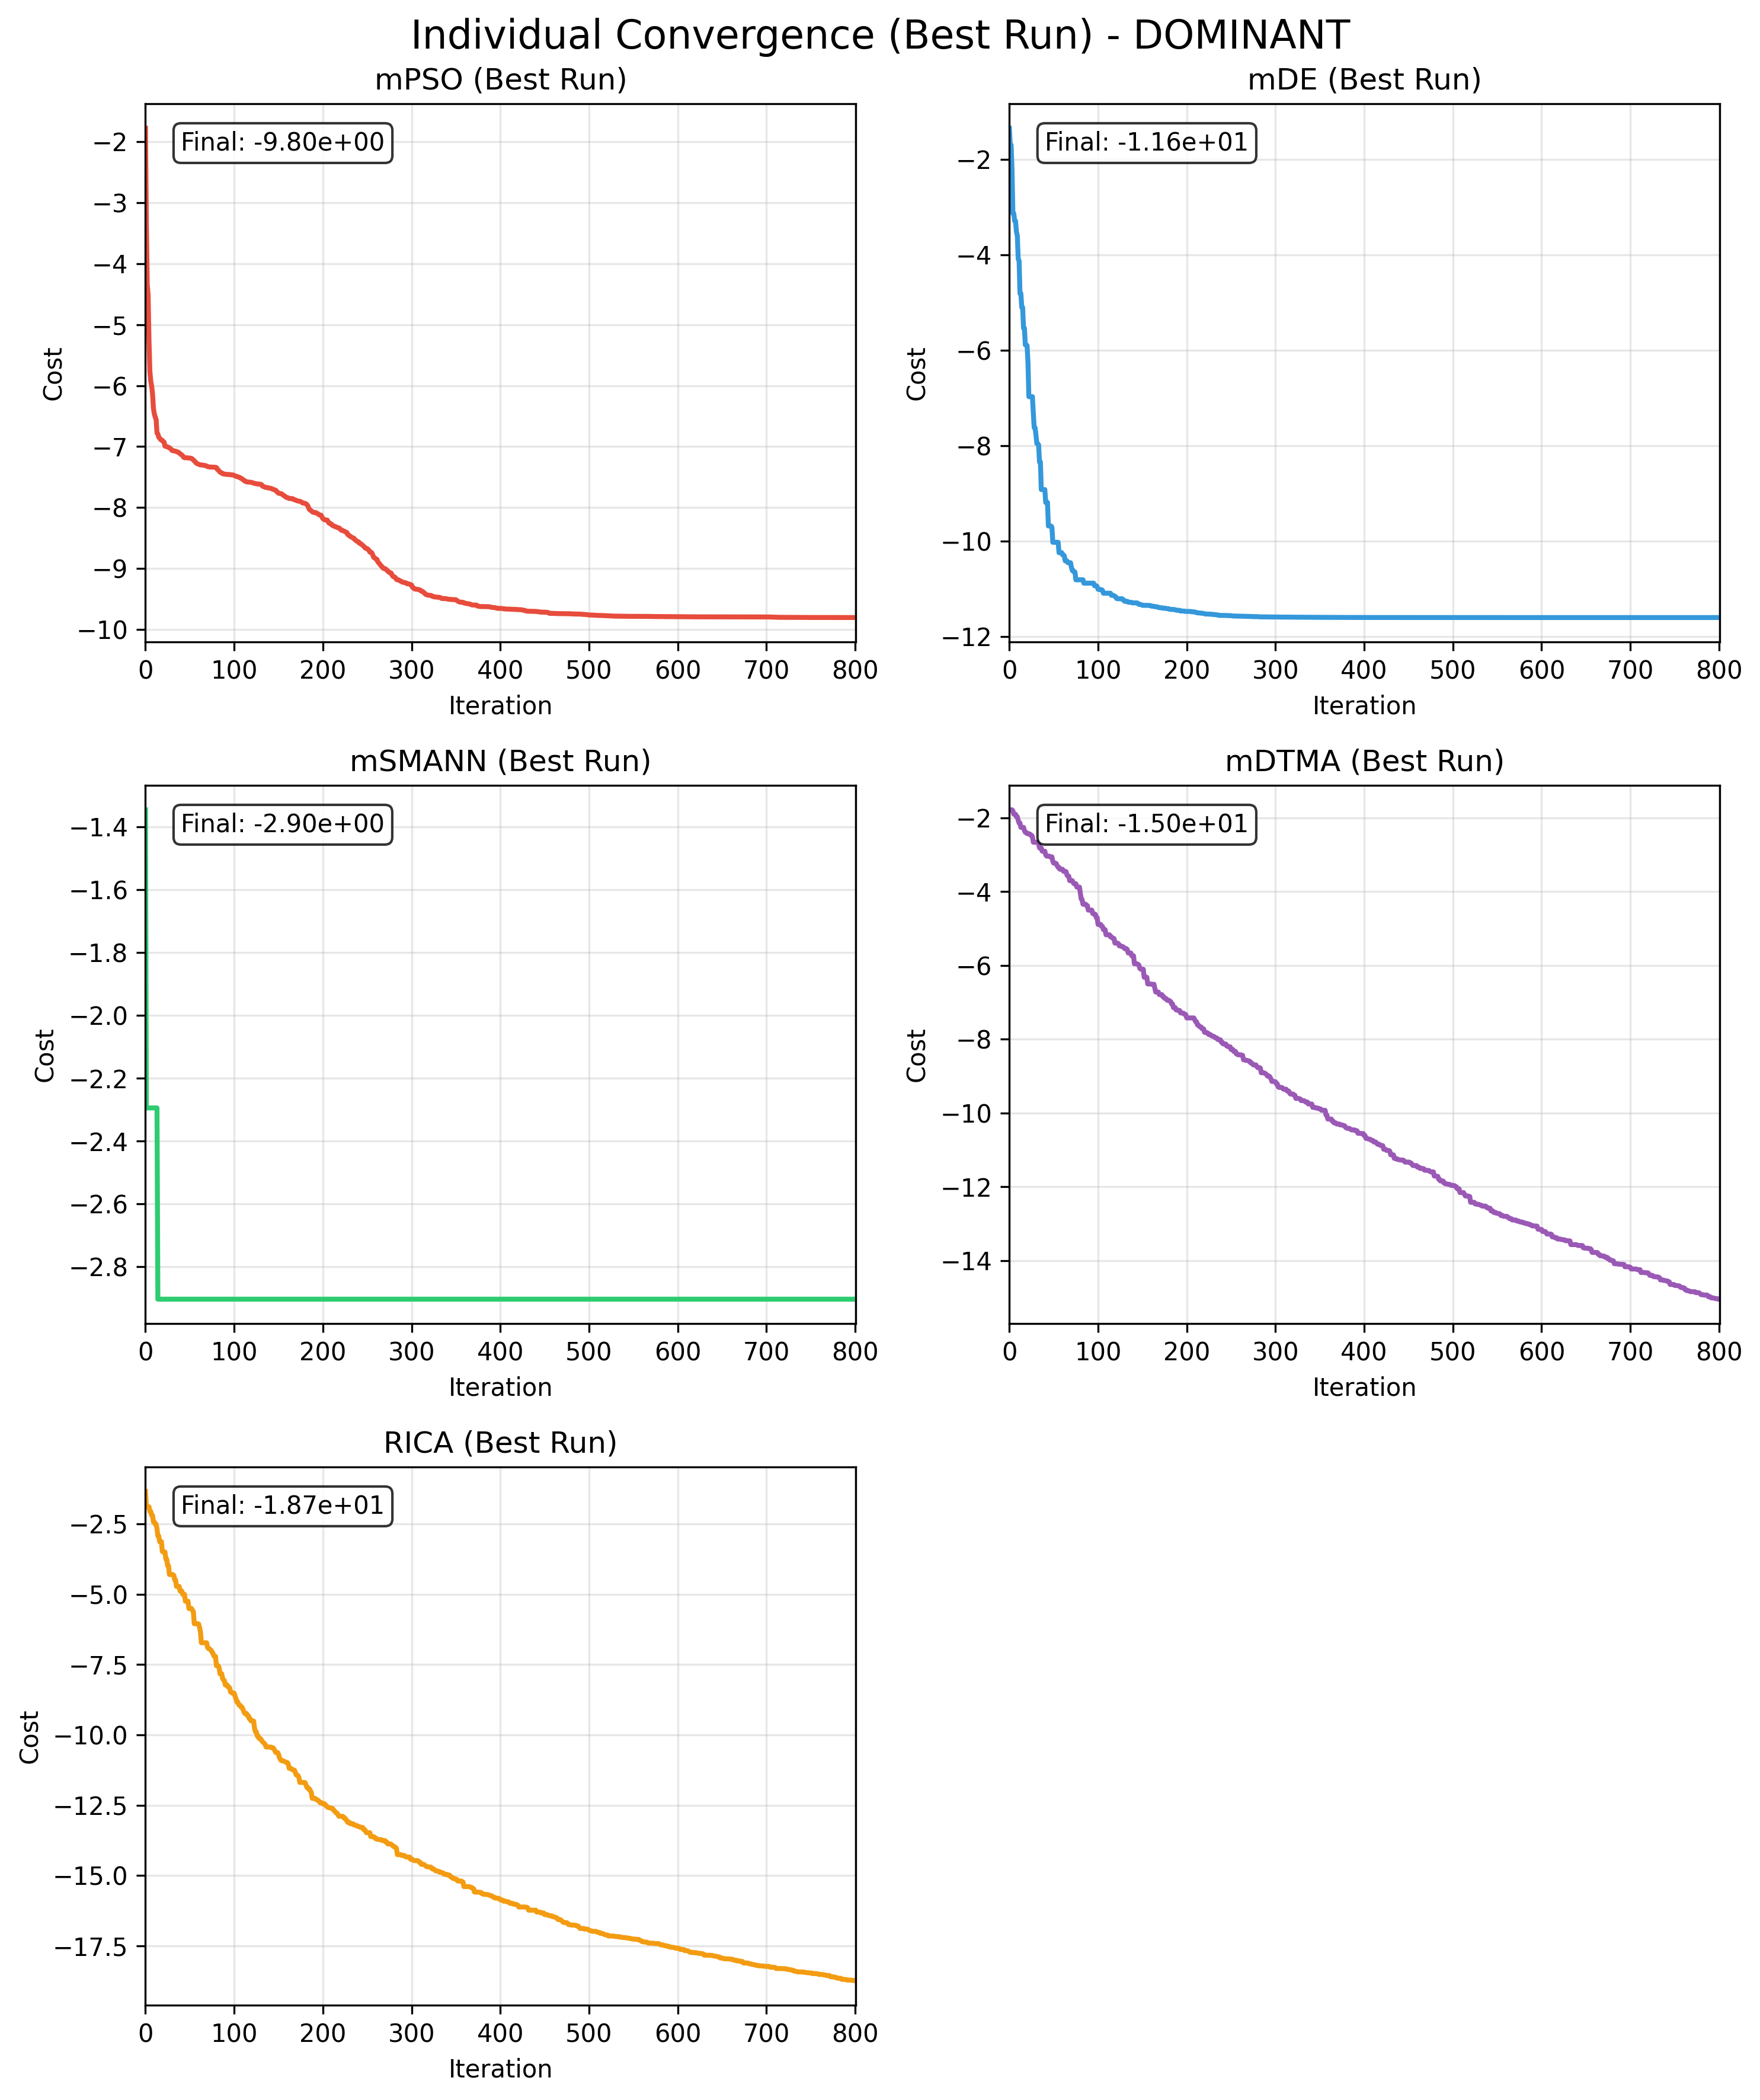 Individual Convergence (Best Run) - DOMINANT
mPSO (Best Run)
Final: -9.80e+00
−2
−3
−4
−5
−6
−7
−8
−9
−10
Cost
0 100 200 300 400 500 600 700 800
Iteration
mDE (Best Run)
Final: -1.16e+01
−2
−4
−6
−8
−10
−12
Cost
0 100 200 300 400 500 600 700 800
Iteration
mSMANN (Best Run)
Final: -2.90e+00
−1.4
−1.6
−1.8
−2.0
−2.2
−2.4
−2.6
−2.8
Cost
0 100 200 300 400 500 600 700 800
Iteration
mDTMA (Best Run)
Final: -1.50e+01
−2
−4
−6
−8
−10
−12
−14
Cost
0 100 200 300 400 500 600 700 800
Iteration
RICA (Best Run)
Final: -1.87e+01
−2.5
−5.0
−7.5
−10.0
−12.5
−15.0
−17.5
Cost
0 100 200 300 400 500 600 700 800
Iteration